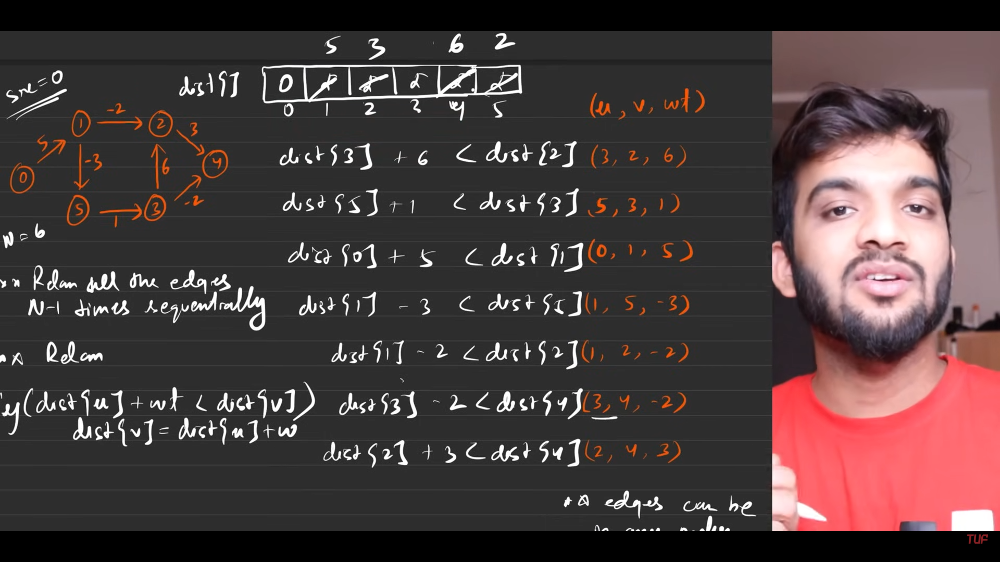 5 3 6 2
src=0
dist[] 0 ∞ ∞ ∞ ∞ ∞
0 1 2 3 4 5
(u, v, wt)
1 -2 2 3
5 -3 6 4
0
5 1 3 -2
N=6
dist[3] + 6 < dist[2] (3, 2, 6)
dist[5] + 1 < dist[3] (5, 3, 1)
dist[0] + 5 < dist[1] (0, 1, 5)
Relax all the edges
N-1 times sequentially
dist[1] - 3 < dist[5] (1, 5, -3)
Relax
dist[1] - 2 < dist[2] (1, 2, -2)
if(dist[u] + wt < dist[v])
dist[v] = dist[u] + w
dist[3] - 2 < dist[4] (3, 4, -2)
dist[2] + 3 < dist[4] (2, 4, 3)
edges can be
TUF